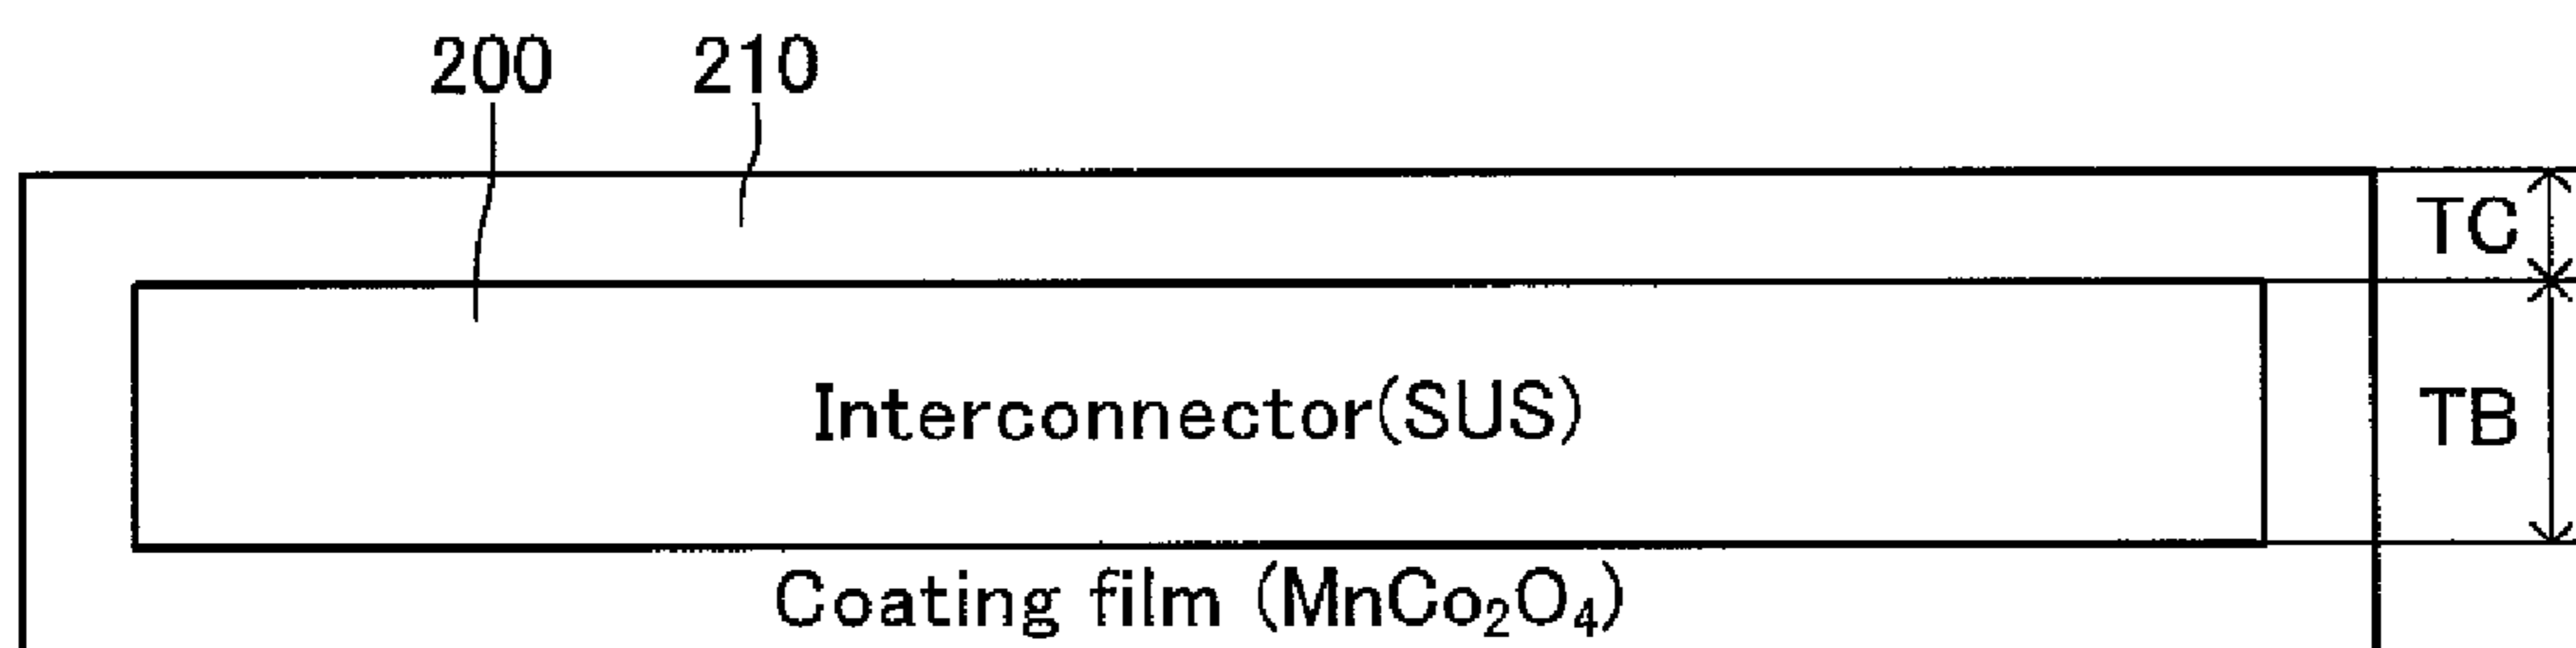 200 210
TC
Interconnector(SUS) TB
Coating film (MnCo₂O₄)